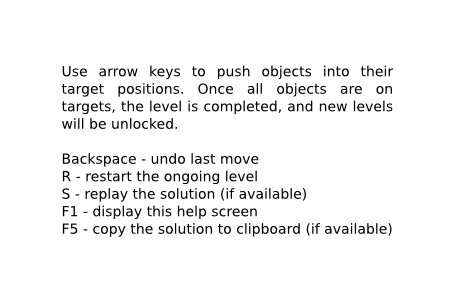 Use arrow keys to push objects into their
target positions. Once all objects are on
targets, the level is completed, and new levels
will be unlocked.
Backspace - undo last move
R - restart the ongoing level
S - replay the solution (if available)
F1 - display this help screen
F5 - copy the solution to clipboard (if available)